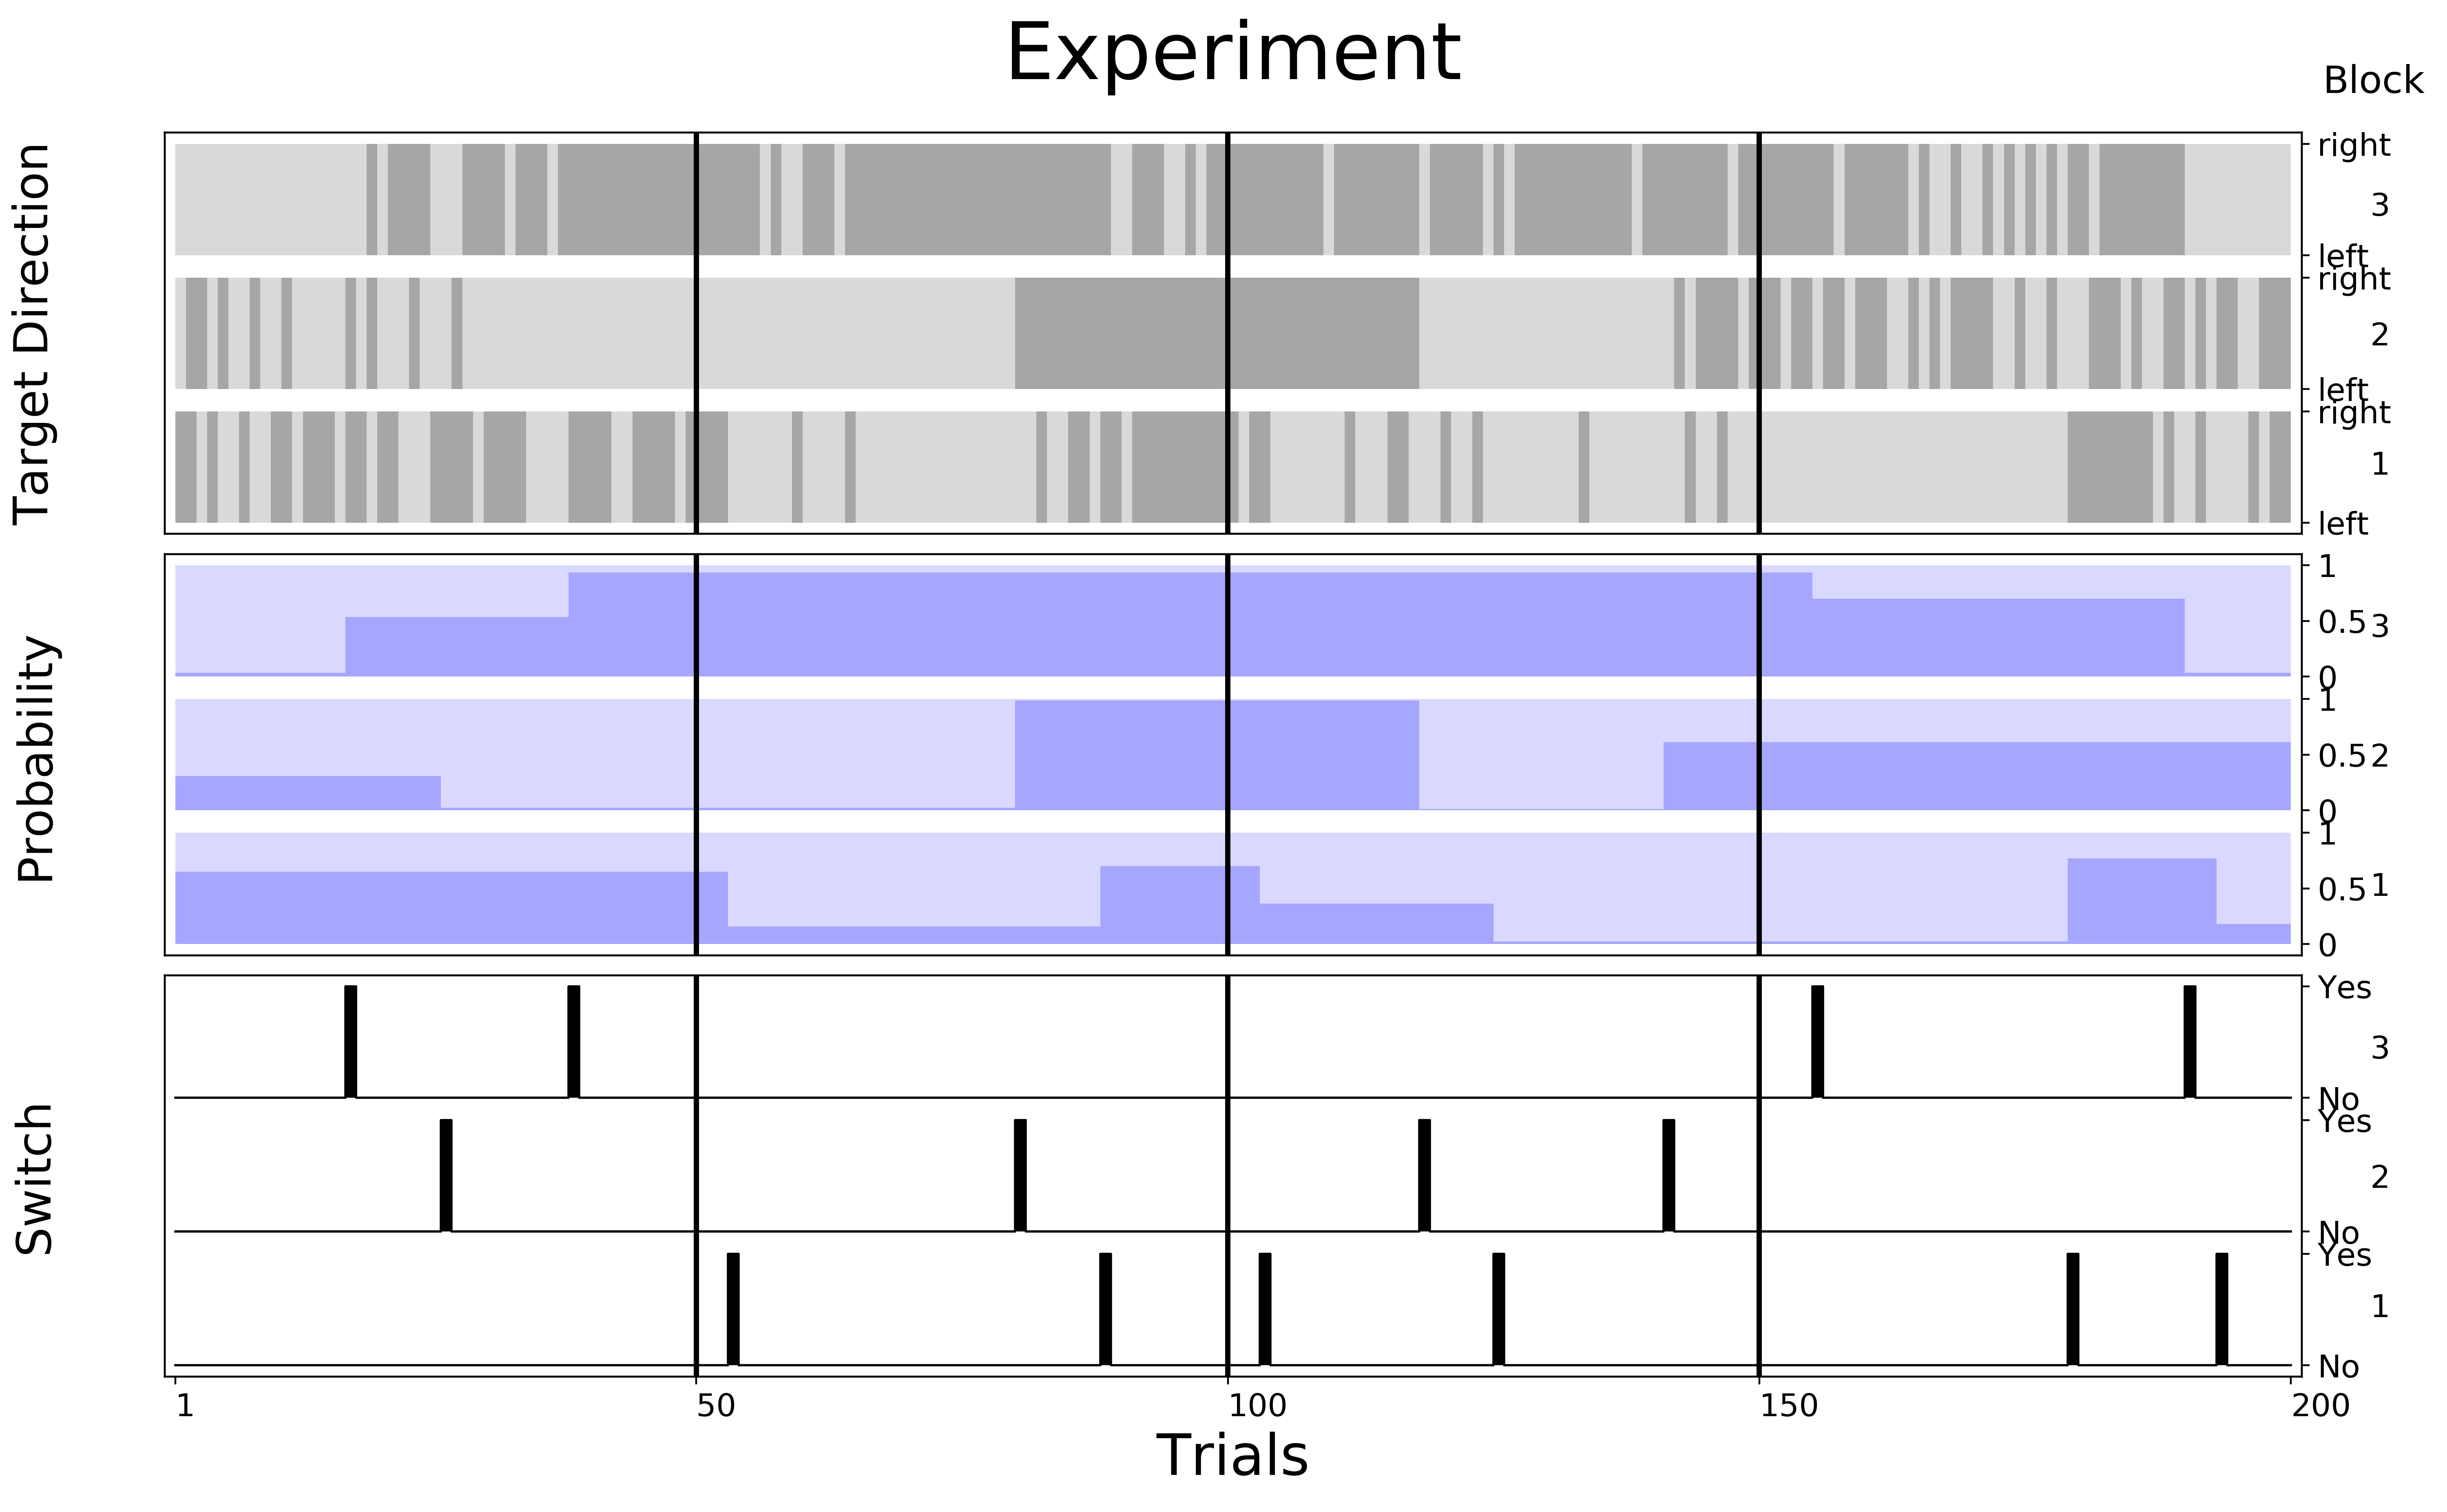 Experiment
Block
Target Direction
right
3
left
right
2
left
right
1
left
Probability
1
0.5 3
0
1
0.5 2
0
1
0.5 1
0
Switch
Yes
3
No
Yes
2
No
Yes
1
No
1 50 100 150 200
Trials